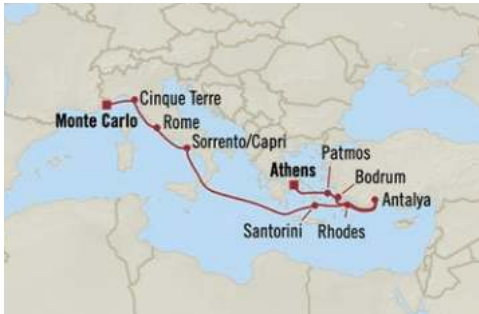 Cinque Terre
Monte Carlo
Rome
Sorrento/Capri
Athens
Patmos
Bodrum
Antalya
Santorini
Rhodes